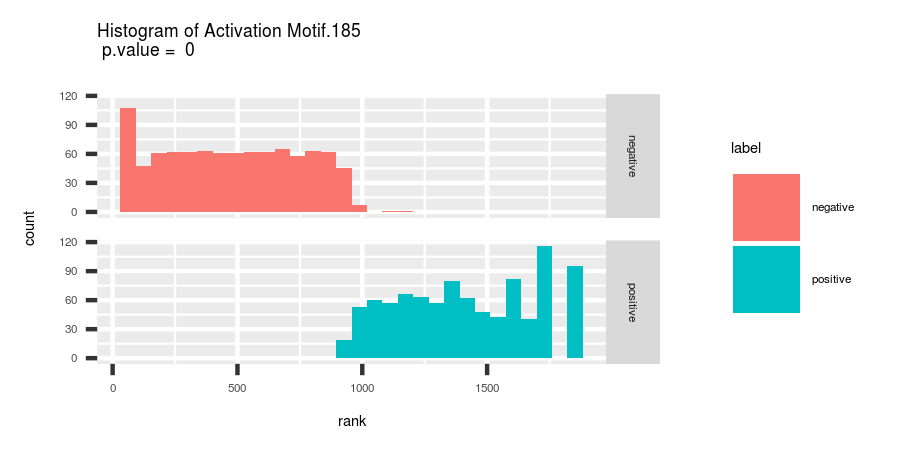 Histogram of Activation Motif.185
p.value = 0
count
120
90
60
30
0
negative
120
90
60
30
0
positive
0 500 1000 1500
rank
label
negative
positive